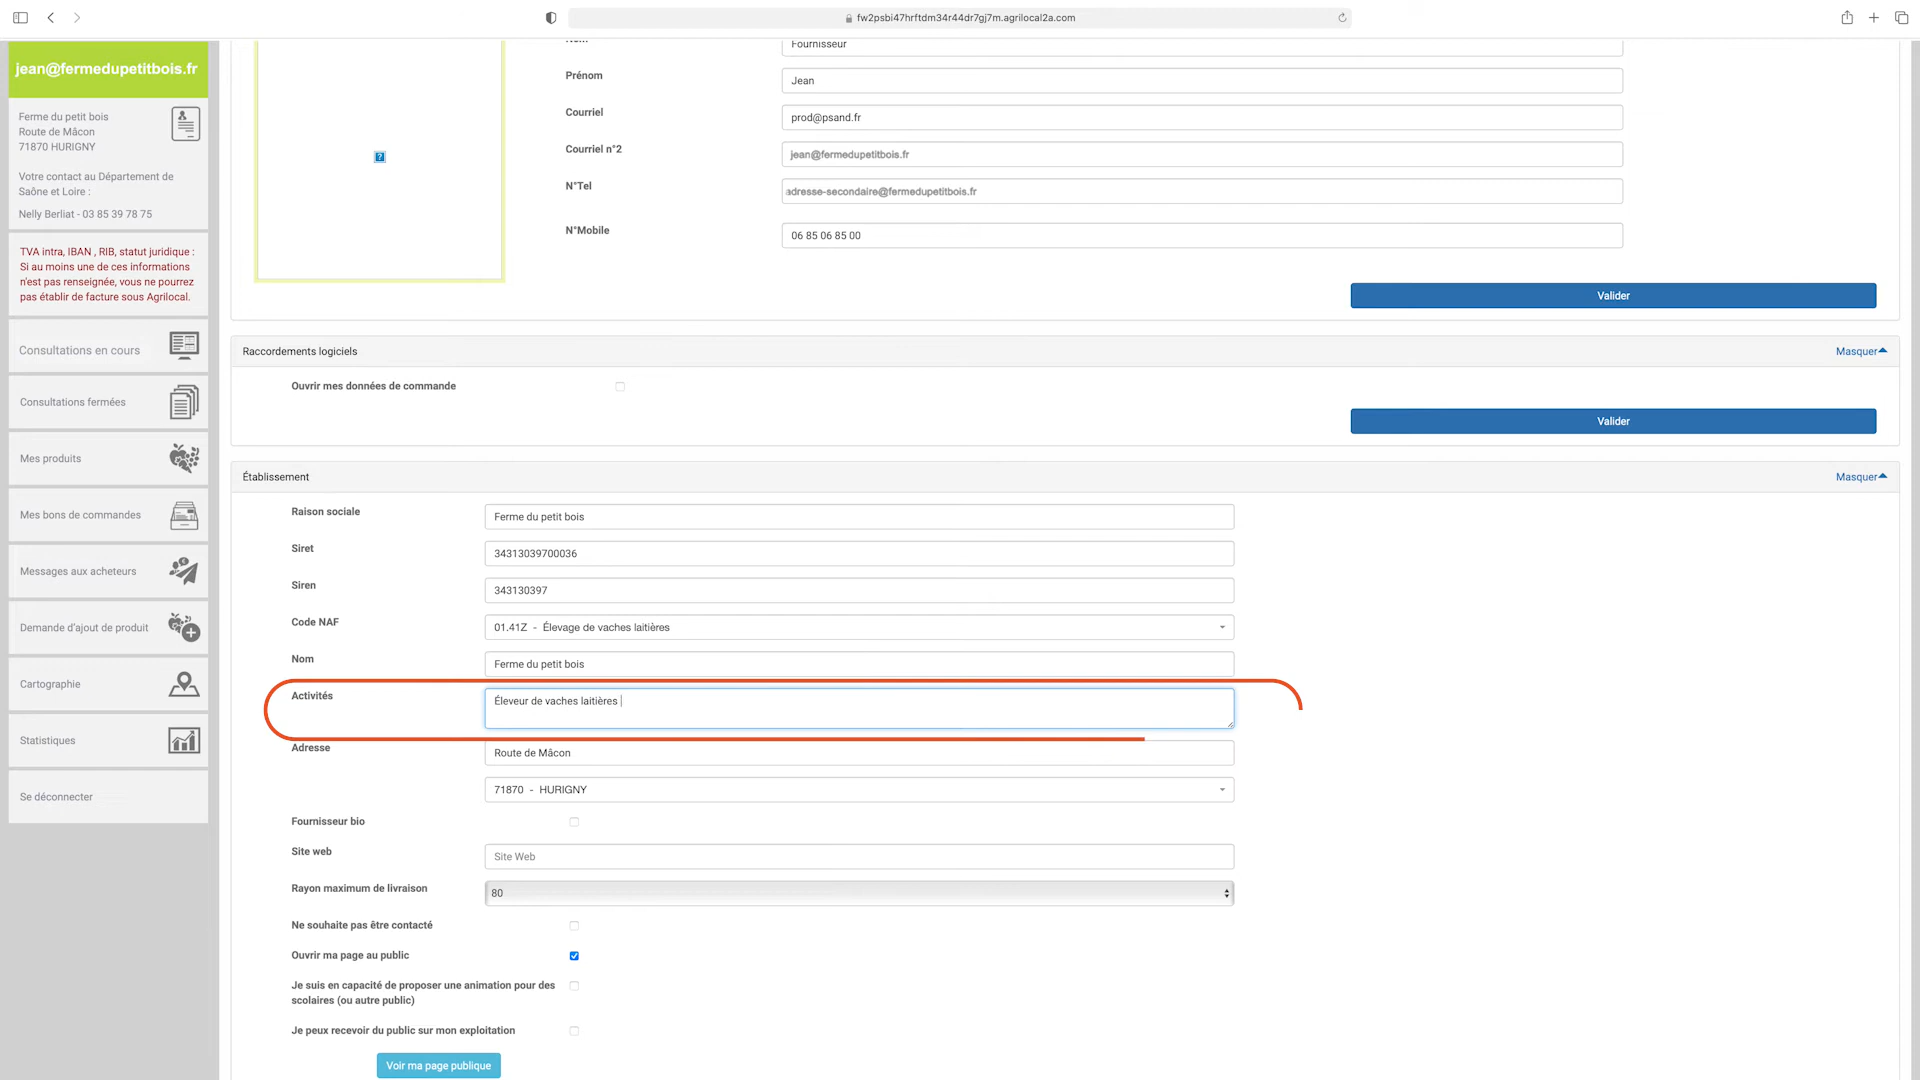 fw2psbi47hrftdm34r44dr7gj7m.agrilocal2a.com
jean@fermedupetitbois.fr
Ferme du petit bois
Route de Mâcon
71870 HURIGNY
Votre contact au Département de
Saône et Loire :
Nelly Berliat - 03 85 39 78 75
TVA intra, IBAN , RIB, statut juridique :
Si au moins une de ces informations
n'est pas renseignée, vous ne pourrez
pas établir de facture sous Agrilocal.
Consultations en cours
Consultations fermées
Mes produits
Mes bons de commandes
Messages aux acheteurs
Demande d'ajout de produit
Cartographie
Statistiques
Se déconnecter
Nom Fournisseur
Prénom Jean
Courriel prod@psand.fr
Courriel n°2 jean@fermedupetitbois.fr
N°Tel adresse-secondaire@fermedupetitbois.fr
N°Mobile 06 85 06 85 00
Valider
Raccordements logiciels Masquer
Ouvrir mes données de commande
Valider
Établissement Masquer
Raison sociale Ferme du petit bois
Siret 34313039700036
Siren 343130397
Code NAF 01.41Z - Élevage de vaches laitières
Nom Ferme du petit bois
Activités Éleveur de vaches laitières
Adresse Route de Mâcon
71870 - HURIGNY
Fournisseur bio
Site web Site Web
Rayon maximum de livraison 80
Ne souhaite pas être contacté
Ouvrir ma page au public
Je suis en capacité de proposer une animation pour des
scolaires (ou autre public)
Je peux recevoir du public sur mon exploitation
Voir ma page publique